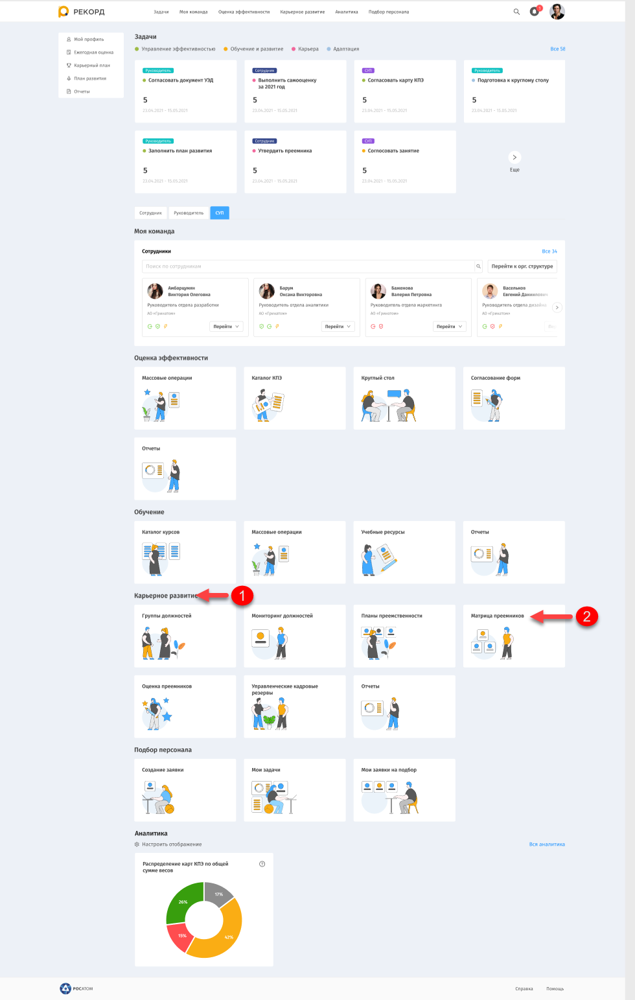 РЕКОРД
Задачи Моя команда Оценка эффективности Карьерное развитие Аналитика Подбор персонала
1
Мой профиль
Ежегодная оценка
Карьерный план
План развития
Отчеты
Задачи
Управление эффективностью Обучение и развитие Карьера Адаптация Все 58
Руководитель
Согласовать документ УЭД
5
23.04.2021 - 15.05.2021
Сотрудник
Выполнить самооценку
за 2021 год
5
23.04.2021 - 15.05.2021
СУП
Согласовать карту КПЭ
5
23.04.2021 - 15.05.2021
Руководитель
Подготовка к круглому столу
5
23.04.2021 - 15.05.2021
Руководитель
Заполнить план развития
5
23.04.2021 - 15.05.2021
Сотрудник
Утвердить преемника
5
23.04.2021 - 15.05.2021
СУП
Соглосовать занятие
5
23.04.2021 - 15.05.2021
Еще
Сотрудник Руководитель СУП
Моя команда
Сотрудники Все 34
Поиск по сотрудникам Перейти к орг. структуре
Амбарцумян
Виктория Олеговна
Руководитель отдела разработки
АО «Гринатом»
Перейти
Барум
Оксана Викторовна
Руководитель отдела аналитики
АО «Гринатом»
Перейти
Баженова
Валерия Петровна
Руководитель отдела маркетинга
АО «Гринатом»
Перейти
Васельков
Евгений Даниилович
Руководитель отдела дизайна
АО «Гринатом»
Оценка эффективности
Массовые операции Каталог КПЭ Круглый стол Согласование форм
Отчеты
Обучение
Каталог курсов Массовые операции Учебные ресурсы Отчеты
Карьерное развитие 1
Группы должностей Мониторинг должностей Планы преемственности Матрица преемников 2
Оценка преемников
Управленческие кадровые
резервы
Отчеты
Подбор персонала
Создание заявки Мои задачи Мои заявки на подбор
Аналитика
Настроить отображение Вся аналитика
Распределение карт КПЭ по общей
сумме весов
?
17%
26%
15%
42%
РОСАТОМ Справка Помощь